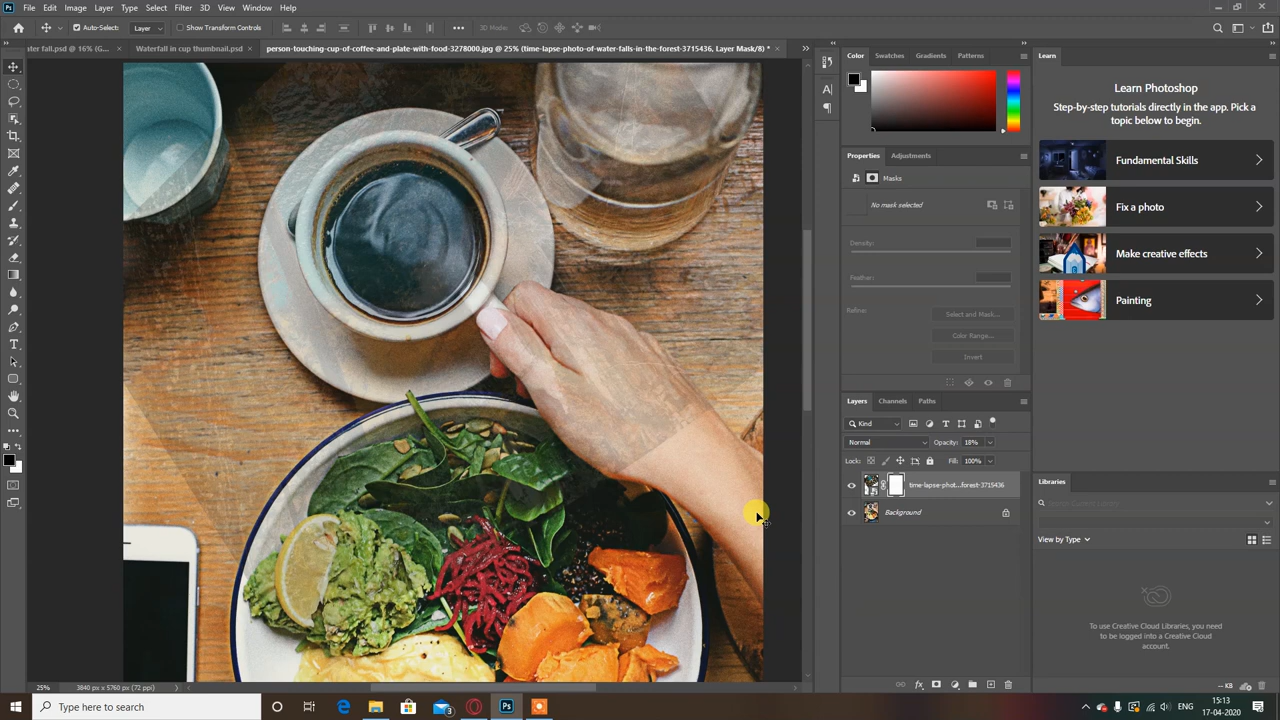 Ps File Edit Image Layer Type Select Filter 3D View Window Help
Auto-Select: Layer Show Transform Controls 3D Mode:
ter fall.psd @ 16% (G... Waterfall in cup thumbnail.psd person-touching-cup-of-coffee-and-plate-with-food-3278000.jpg @ 25% (time-lapse-photo-of-water-falls-in-the-forest-3715436, Layer Mask/8) *
Color Swatches Gradients Patterns
Learn
Learn Photoshop
Step-by-step tutorials directly in the app. Pick a
topic below to begin.
Fundamental Skills
Fix a photo
Make creative effects
Painting
Properties Adjustments
Masks
No mask selected
Density:
Feather:
Refine: Select and Mask...
Color Range...
Invert
Layers Channels Paths
Kind
Normal Opacity: 18%
Lock: Fill: 100%
time-lapse-phot...forest-3715436
Background
Libraries
View by Type
To use Creative Cloud Libraries, you need
to be logged into a Creative Cloud
account.
-- KB
25% 3840 px x 5760 px (72 ppi)
Type here to search
3
Ps
ENG
15:13
17-04-2020